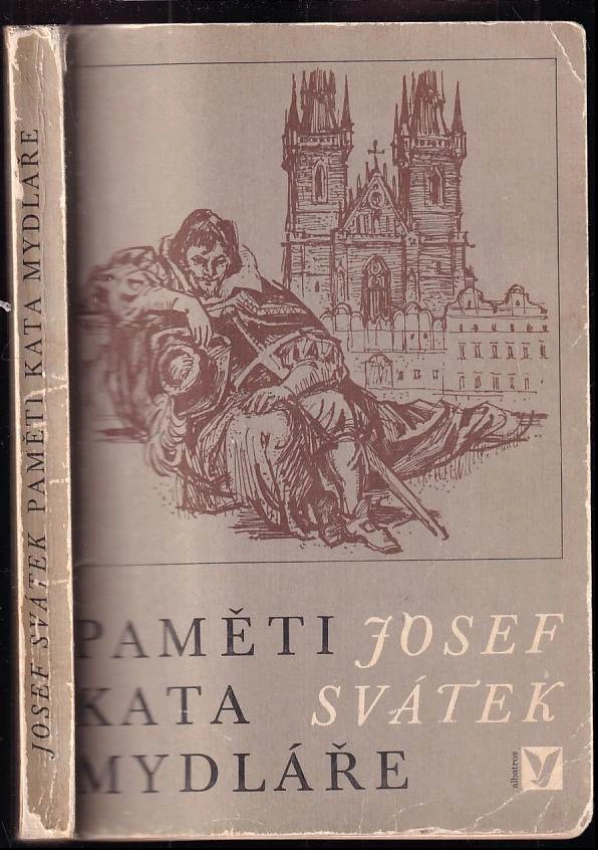 JOSEF SVÁTEK PAMĚTI KATA MYDLÁŘE
PAMĚTI JOSEF
KATA SVÁTEK
MYDLÁŘE
albatros